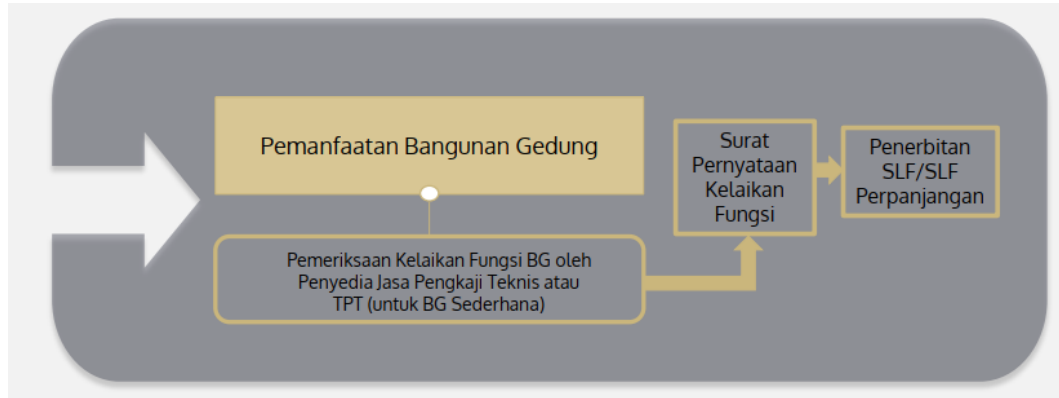 Pemanfaatan Bangunan Gedung
Pemeriksaan Kelaikan Fungsi BG oleh
Penyedia Jasa Pengkaji Teknis atau
TPT (untuk BG Sederhana)
Surat
Pernyataan
Kelaikan
Fungsi
Penerbitan
SLF/SLF
Perpanjangan